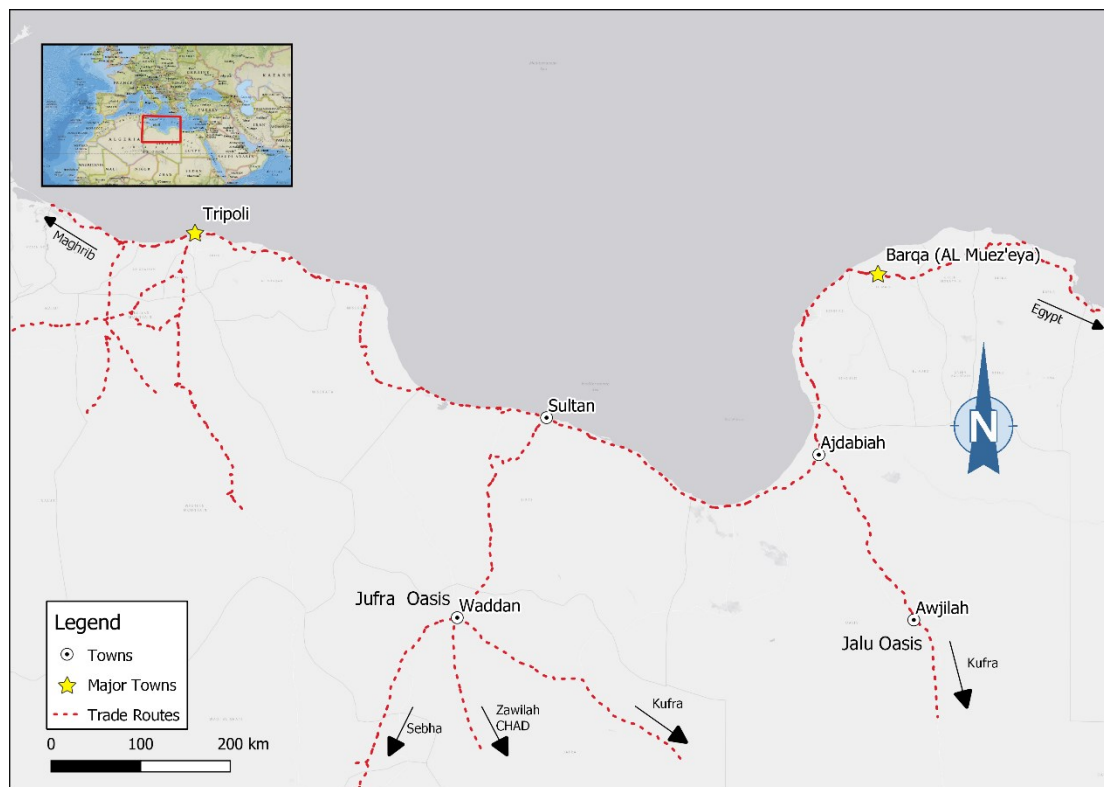 Tripoli
Maghrib
Barqa (AL Muez'eya)
Egypt
N
Sultan
Ajdabiah
Jufra Oasis
Waddan
Awjilah
Jalu Oasis
Kufra
Sebha
Zawilah
CHAD
Kufra
Legend
Towns
Major Towns
Trade Routes
0 100 200 km